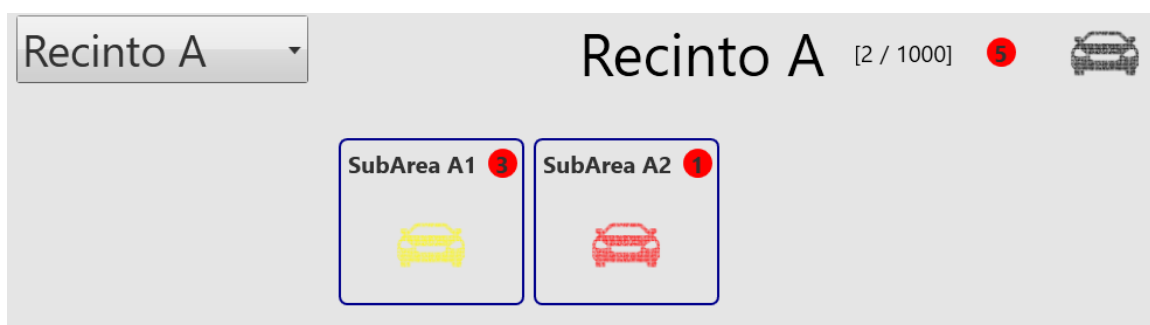 Recinto A
Recinto A [2 / 1000] 5
SubArea A1 3
SubArea A2 1